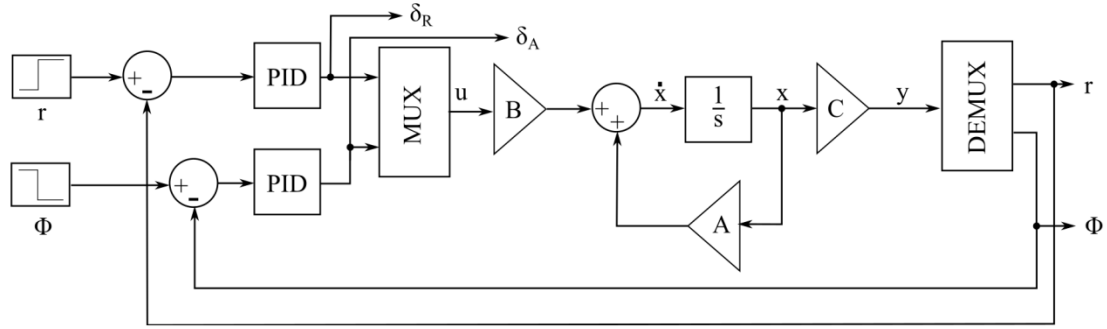 δR
δA
r
+
-
PID
MUX
u
B
+
+
ẋ
1
s
x
C
y
DEMUX
r
Φ
+
-
PID
A
Φ